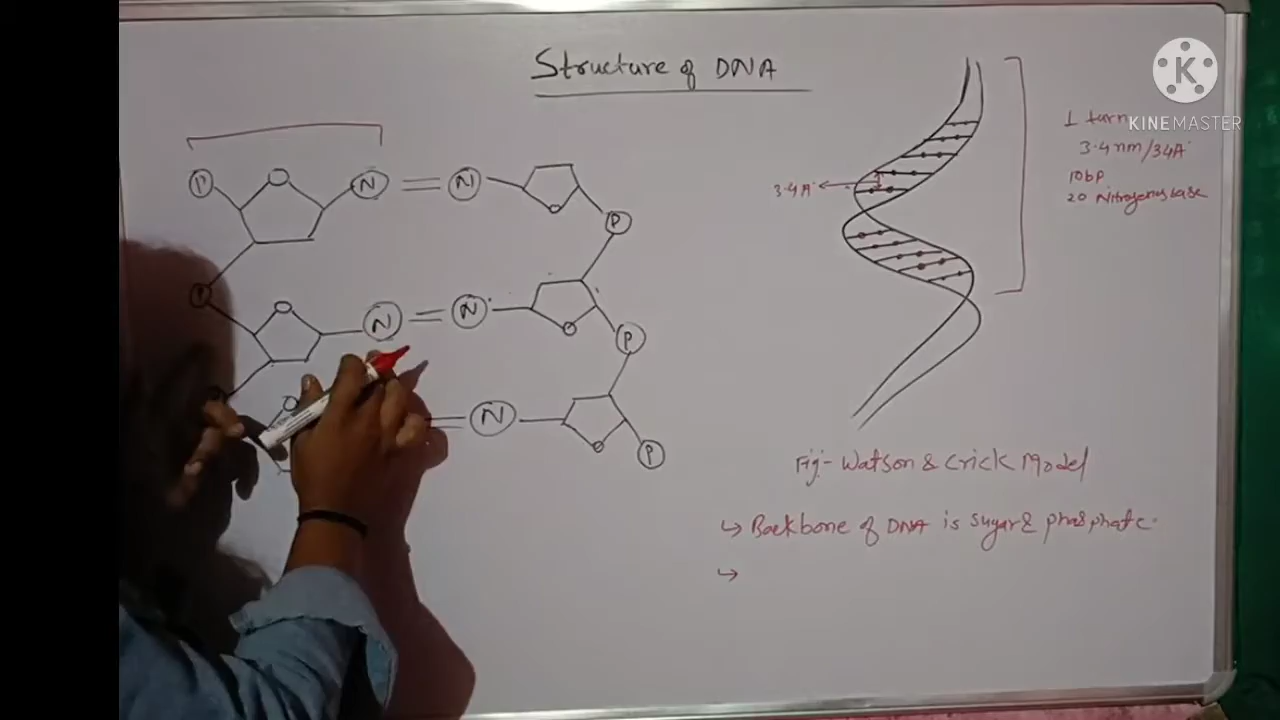 Structure of DNA
K
KINEMASTER
1 turn
3.4 nm/34A°
10bp
20 Nitrogenous base
3.4A°
P N N
P
P
N N
P
N
P
Fig:- Watson & Crick Model
↳ Backbone of DNA is sugar & phosphate.
↳